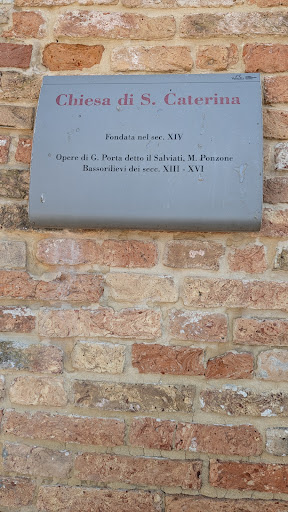 Chiesa di S. Caterina
Fondata nel sec. XIV
Opere di G. Porta detto il Salviati, M. Ponzone
Bassorilievi dei secc. XIII - XVI